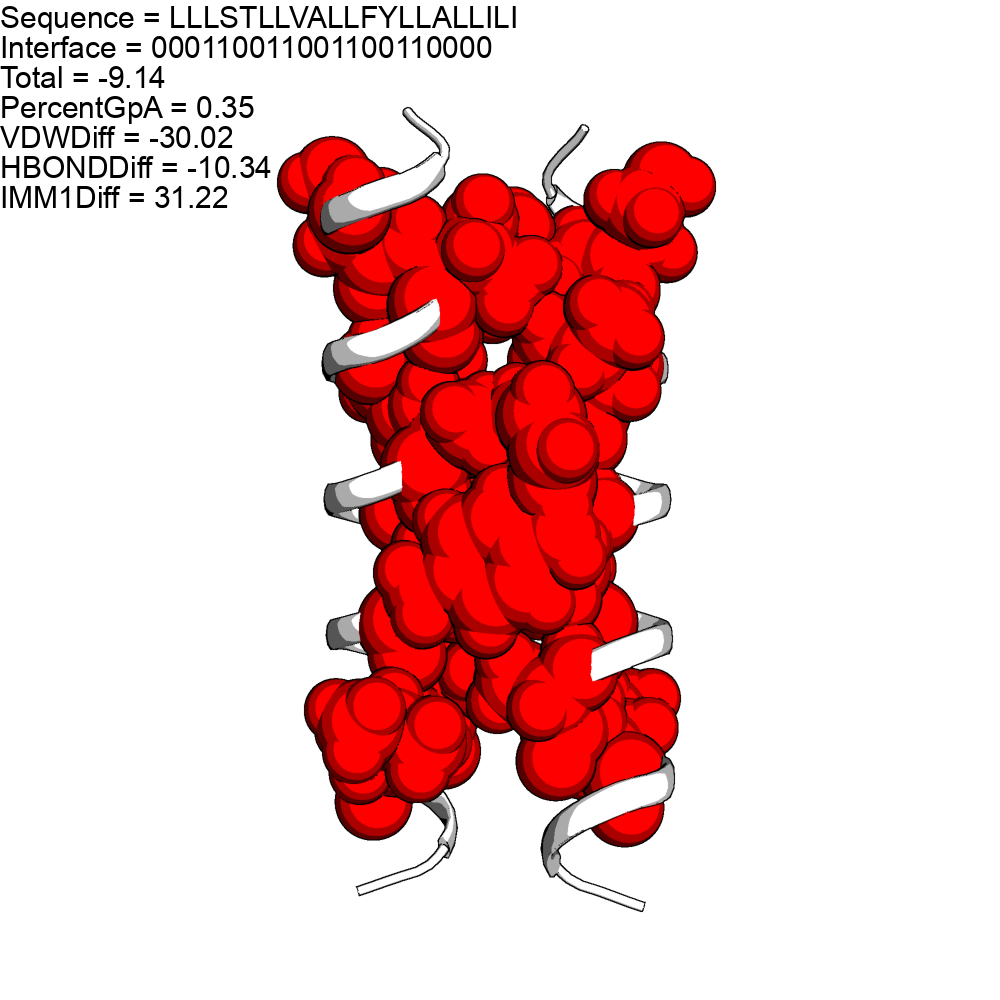 Sequence = LLLSTLLVALLFYLLALLILI
Interface = 000110011001100110000
Total = -9.14
PercentGpA = 0.35
VDWDiff = -30.02
HBONDDiff = -10.34
IMM1Diff = 31.22